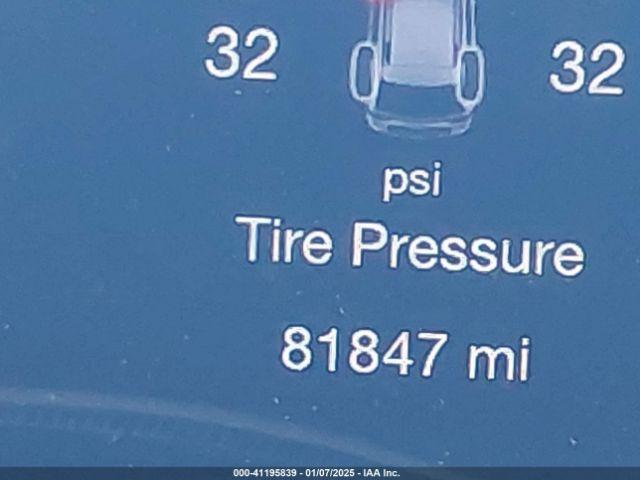 32 32
psi
Tire Pressure
81847 mi
000-41195839 - 01/07/2025 - IAA Inc.